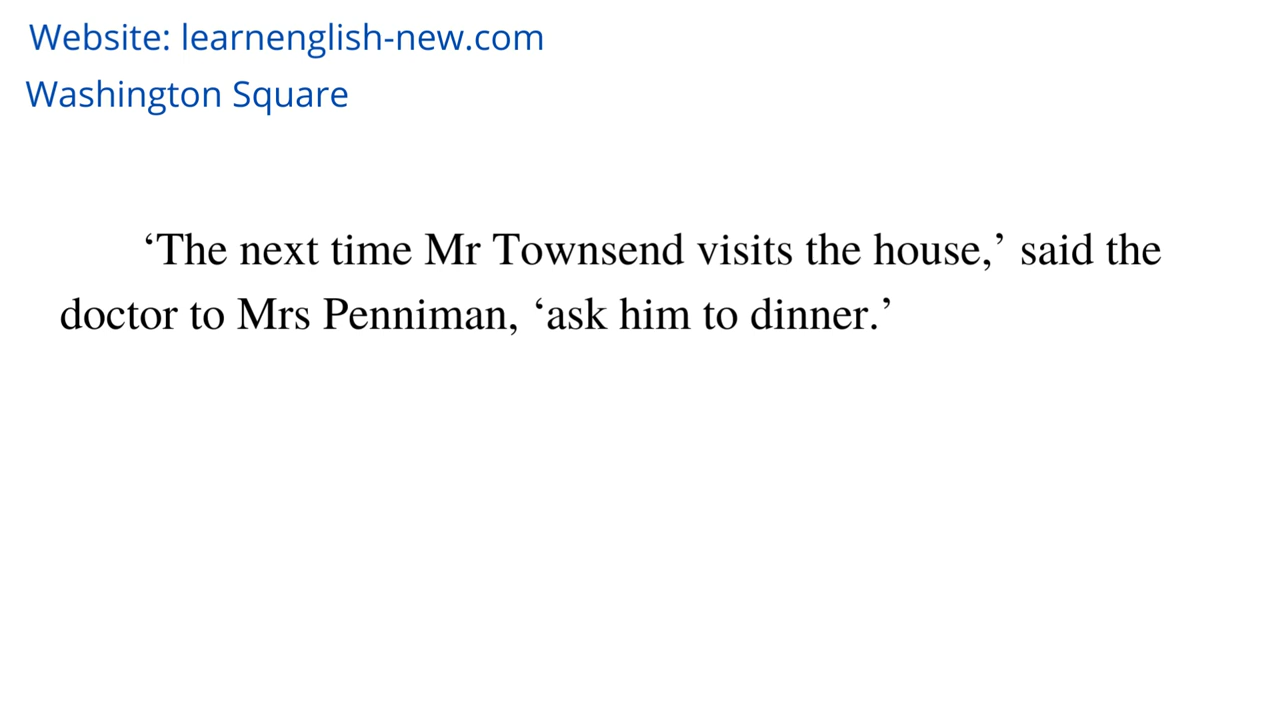 Website: learnenglish-new.com
Washington Square
‘The next time Mr Townsend visits the house,’ said the
doctor to Mrs Penniman, ‘ask him to dinner.’